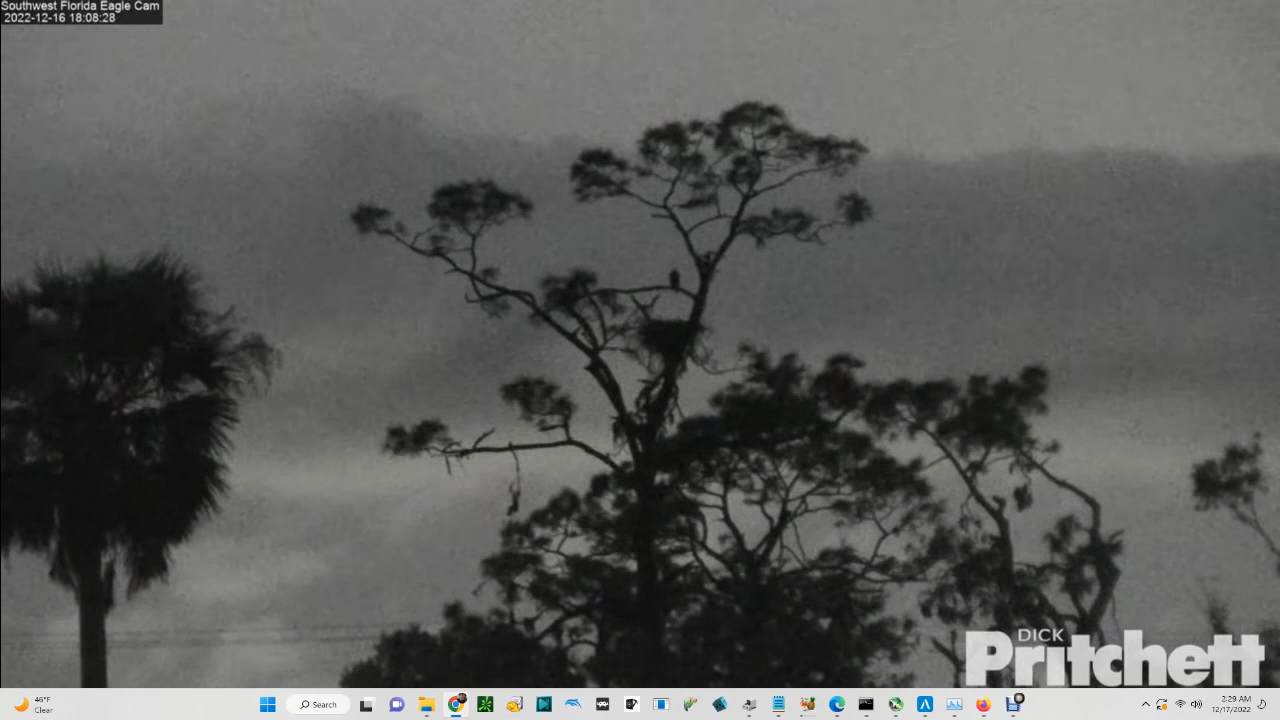 Southwest Florida Eagle Cam
2022-12-16 18:08:28
DICK
Pritchett
46°F
Clear
Search
2:29 AM
12/17/2022